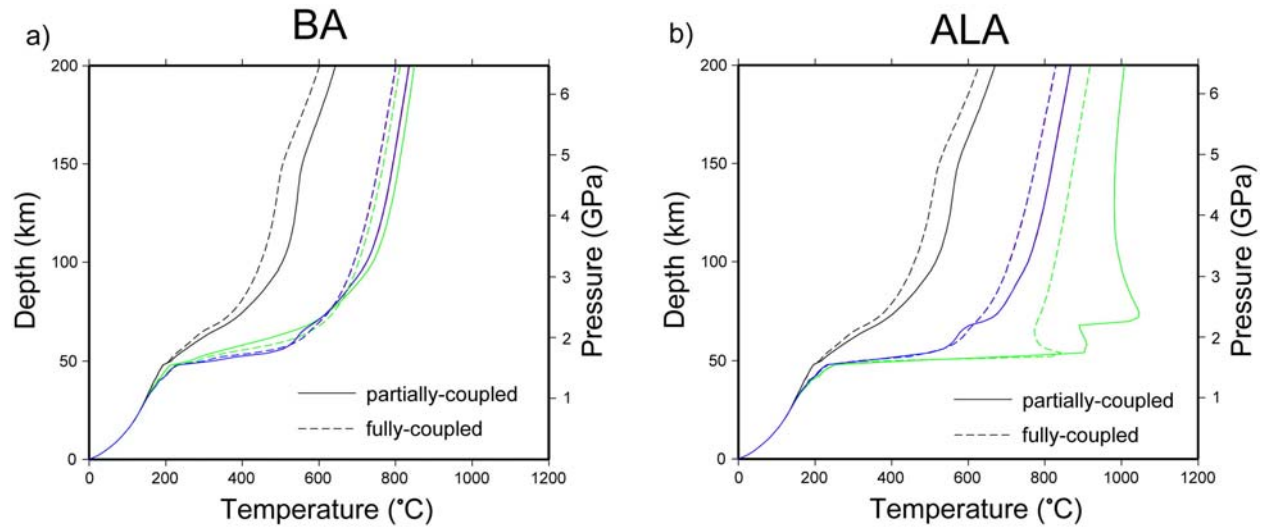 a)
BA
200
150
100
50
0
Depth (km)
6
5
4
3
2
1
Pressure (GPa)
partially-coupled
fully-coupled
0 200 400 600 800 1000 1200
Temperature (°C)
b)
ALA
200
150
100
50
0
Depth (km)
6
5
4
3
2
1
Pressure (GPa)
partially-coupled
fully-coupled
0 200 400 600 800 1000 1200
Temperature (°C)